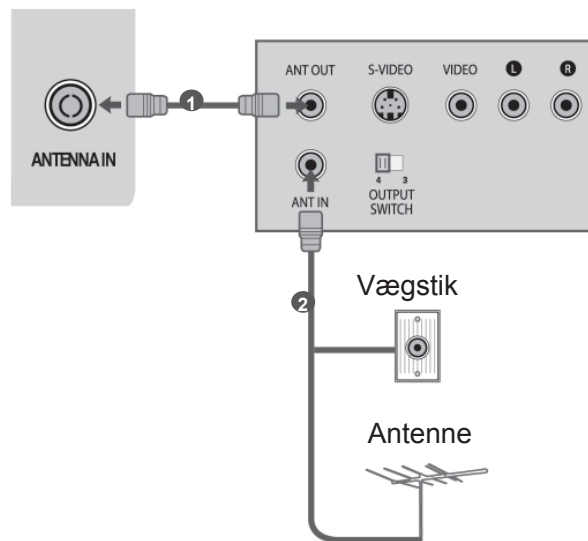 ANT OUT S-VIDEO VIDEO L R
1
ANTENNA IN
4 3
ANT IN OUTPUT
SWITCH
2
Vægstik
Antenne